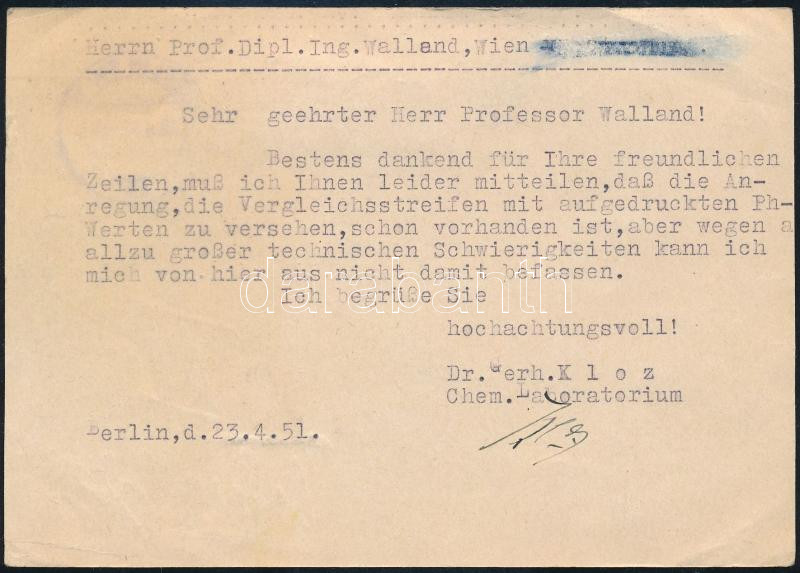 Herrn Prof.Dipl.Ing.Walland,Wien
Sehr geehrter Herr Professor Walland!
Bestens dankend für Ihre freundlichen
Zeilen,muß ich Ihnen leider mitteilen,daß die An-
regung,die Vergleichsstreifen mit aufgedruckten Ph-
Werten zu versehen,schon vorhanden ist,aber wegen a
allzu großer technischen Schwierigkeiten kann ich
mich von hier aus nicht damit befassen.
Ich begrüße Sie
hochachtungsvoll!
Dr.Gerh.K l o z
Chem.Laboratorium
Berlin,d.23.4.51.
darabanth.com